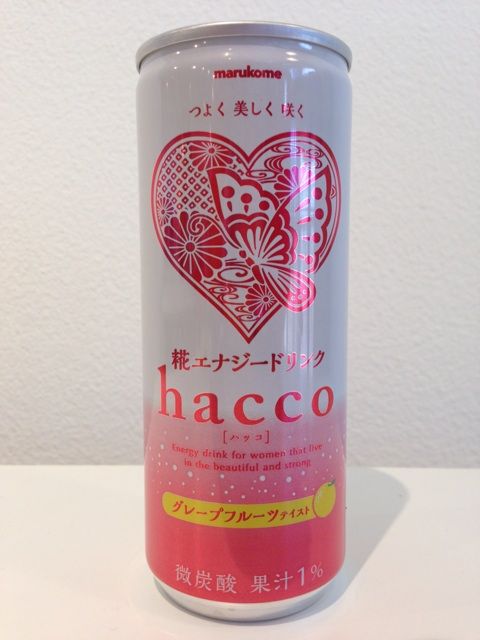 marukome
つよく 美しく 咲く
糀エナジードリンク
hacco
[ハッコ]
Energy drink for women that live
in the beautiful and strong
グレープフルーツテイスト
微炭酸 果汁1%